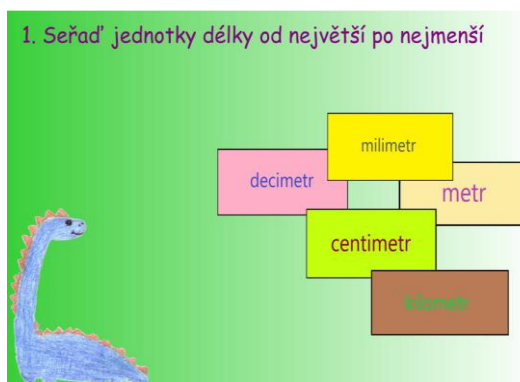 1. Seřaď jednotky délky od největší po nejmenší
milimetr
decimetr
metr
centimetr
kilometr